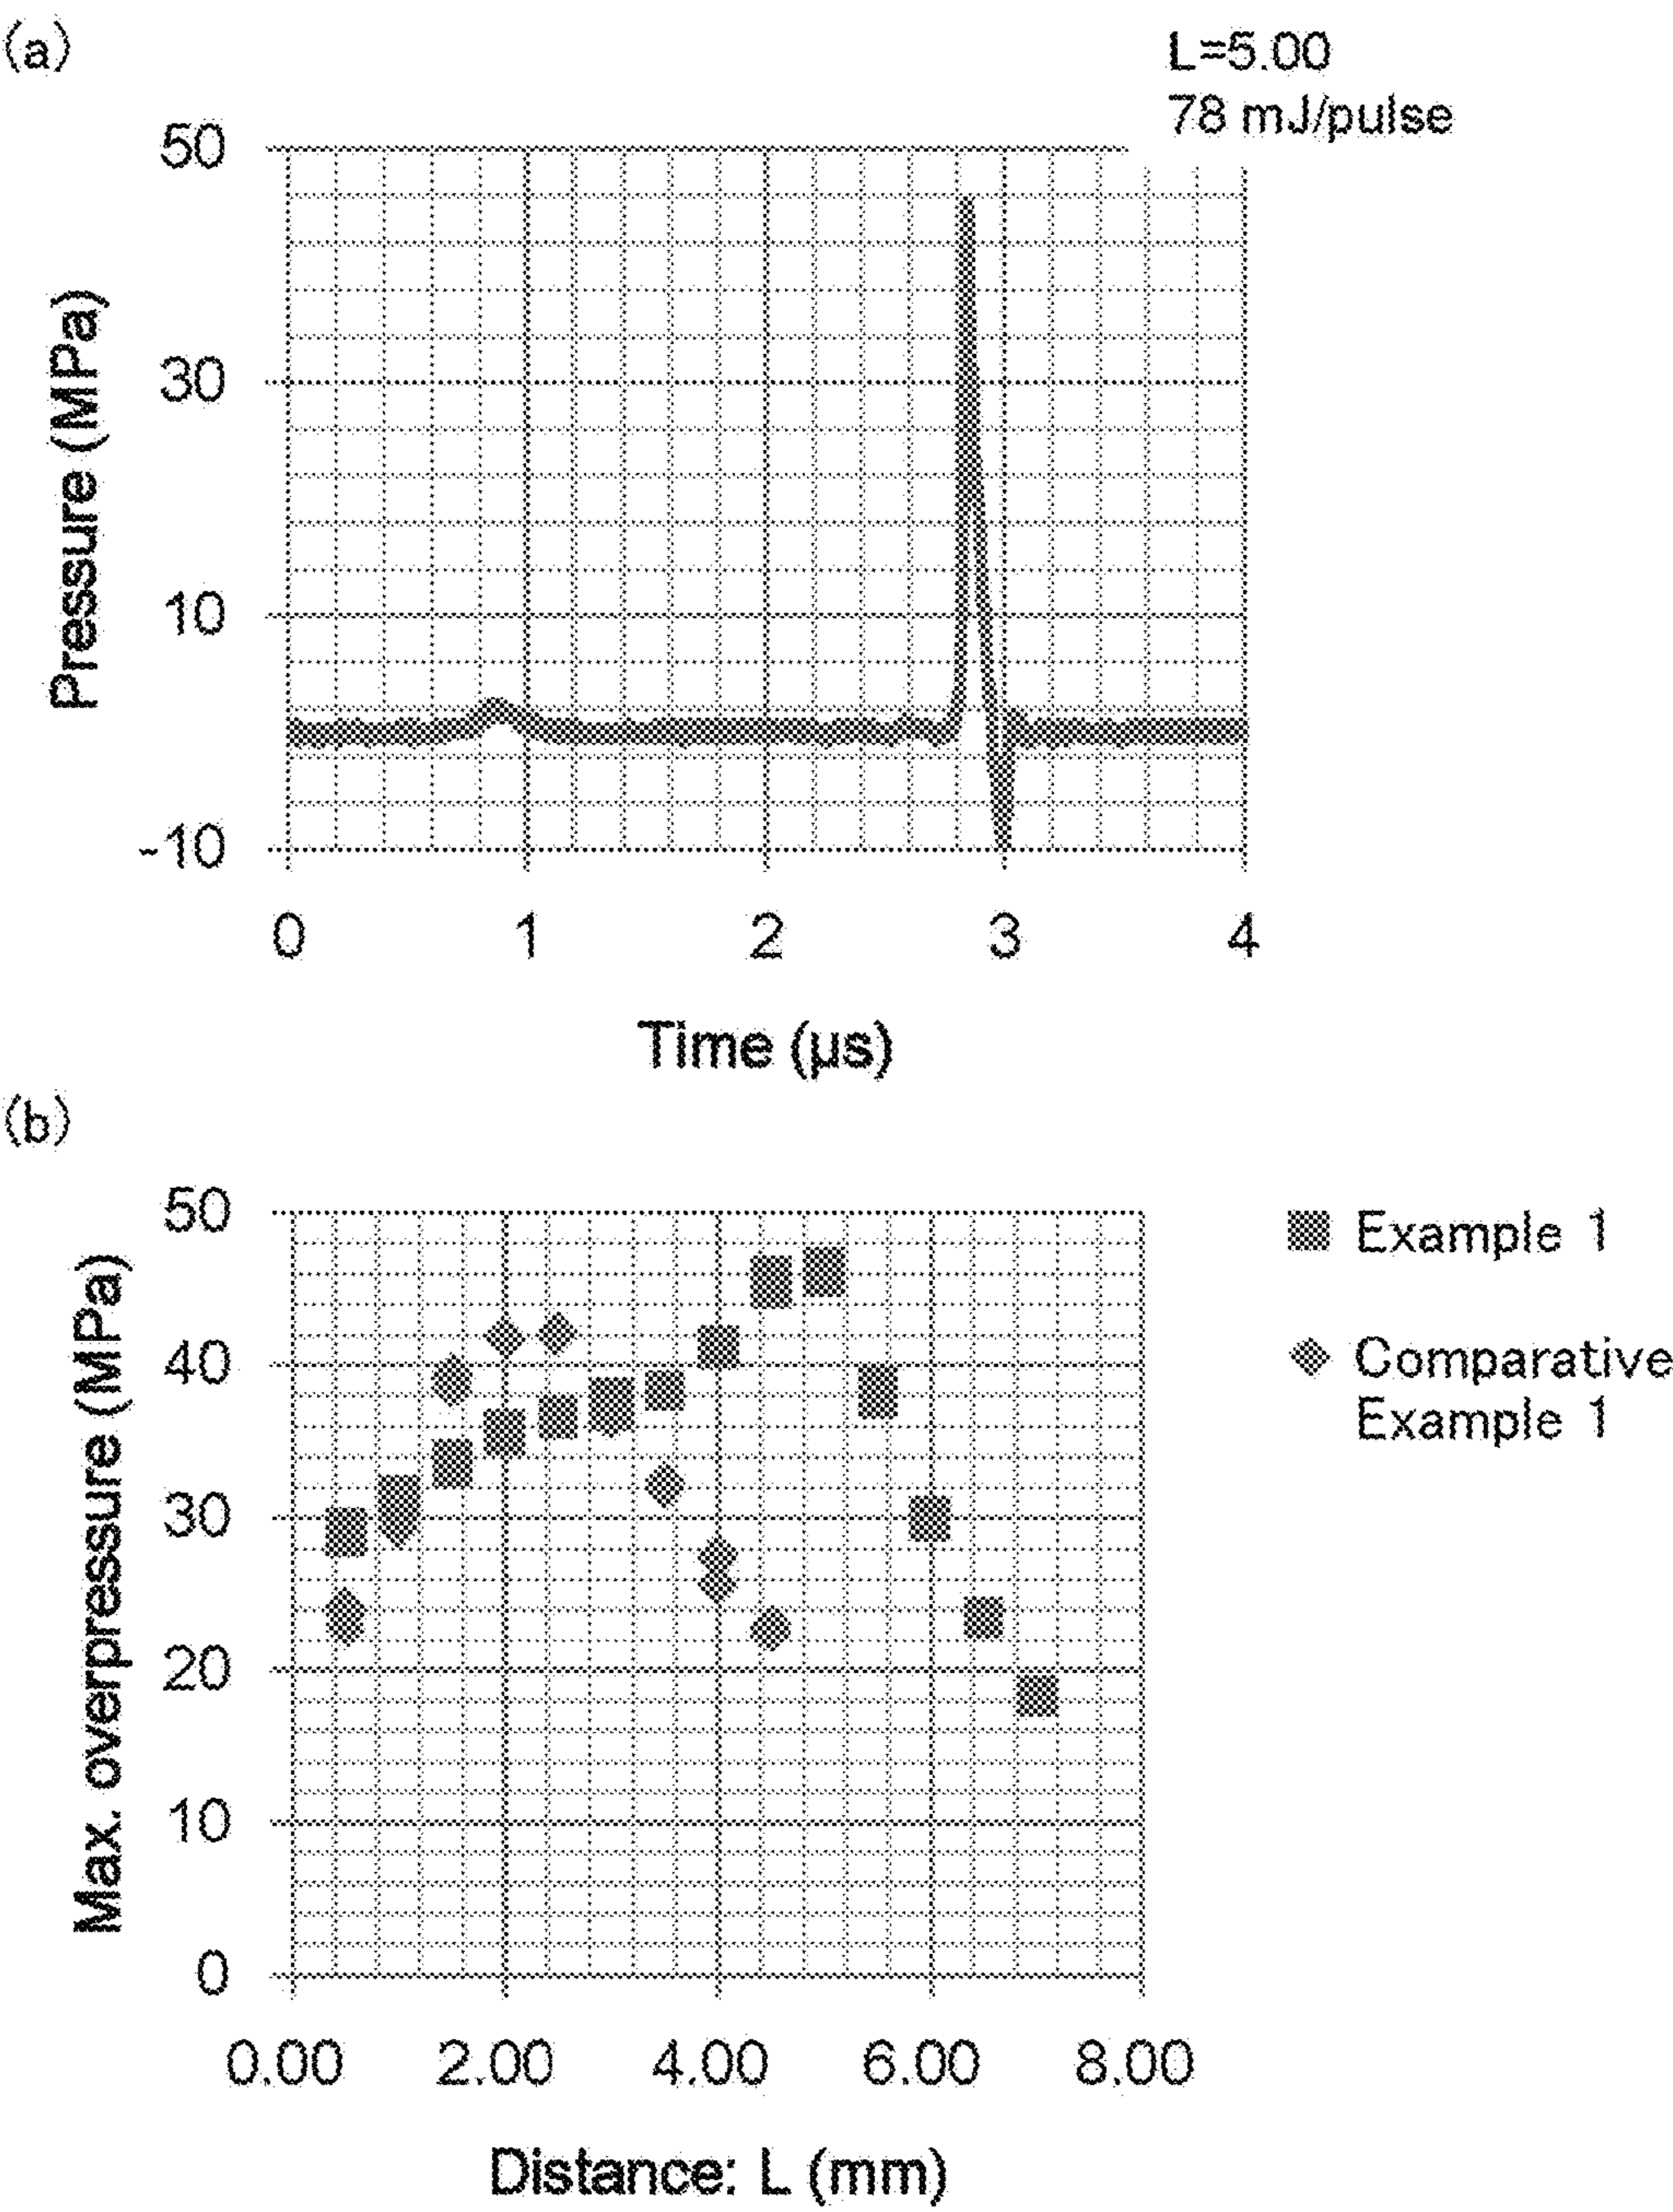 (a)
L=5.00
78 mJ/pulse
50
30
10
-10
Pressure (MPa)
0 1 2 3 4
Time (µs)
(b)
50
40
30
20
10
0
Max. overpressure (MPa)
0.00 2.00 4.00 6.00 8.00
Distance: L (mm)
Example 1
Comparative
Example 1